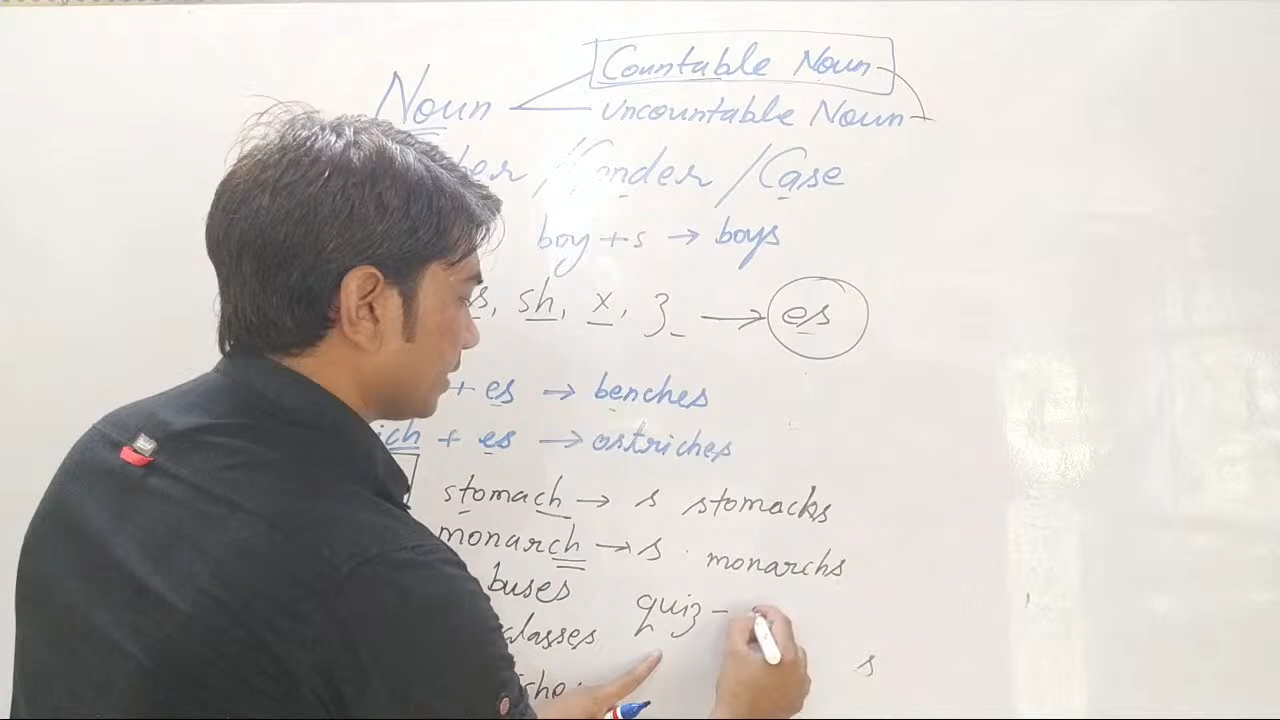 Countable Noun
Noun
Uncountable Noun
/Gender /Case
boy + s → boys
s, sh, x, z → es
+ es → benches
ich + es → ostriches
stomach → s stomachs
monarch → s. monarchs
buses
quiz -
glasses
s